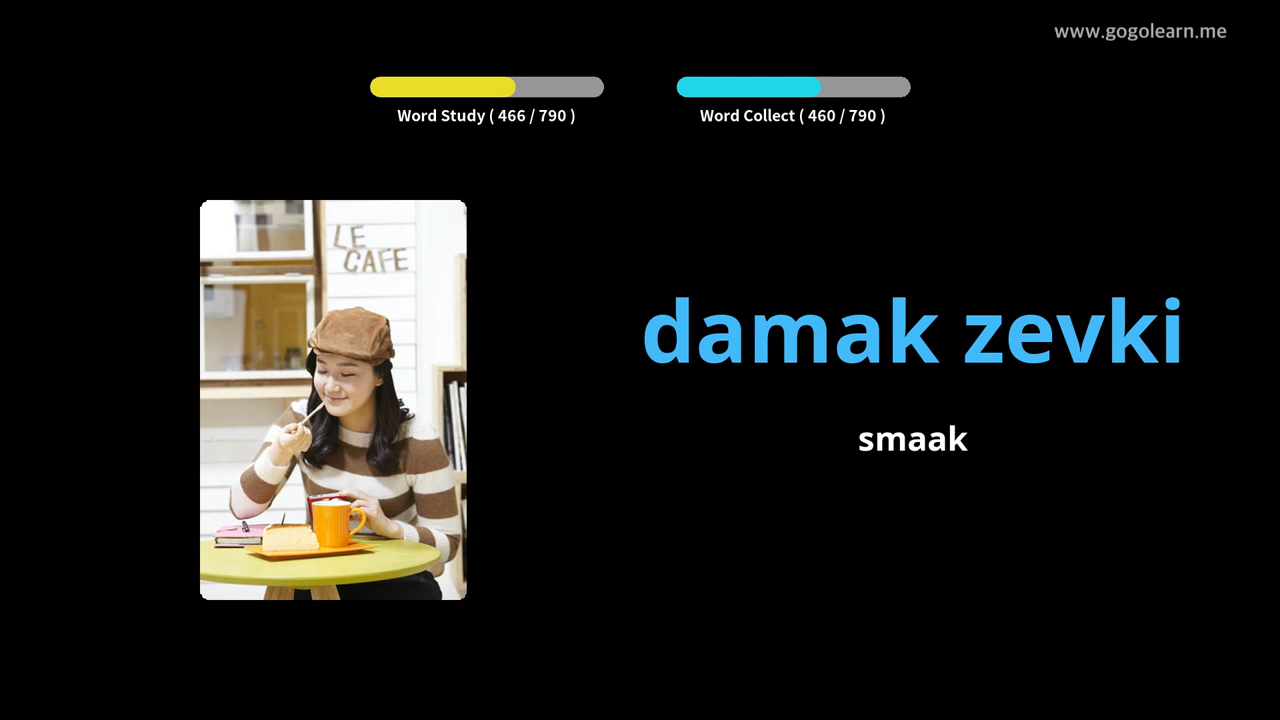 www.gogolearn.me
Word Study ( 466 / 790 )
Word Collect ( 460 / 790 )
LE
CAFE
damak zevki
smaak